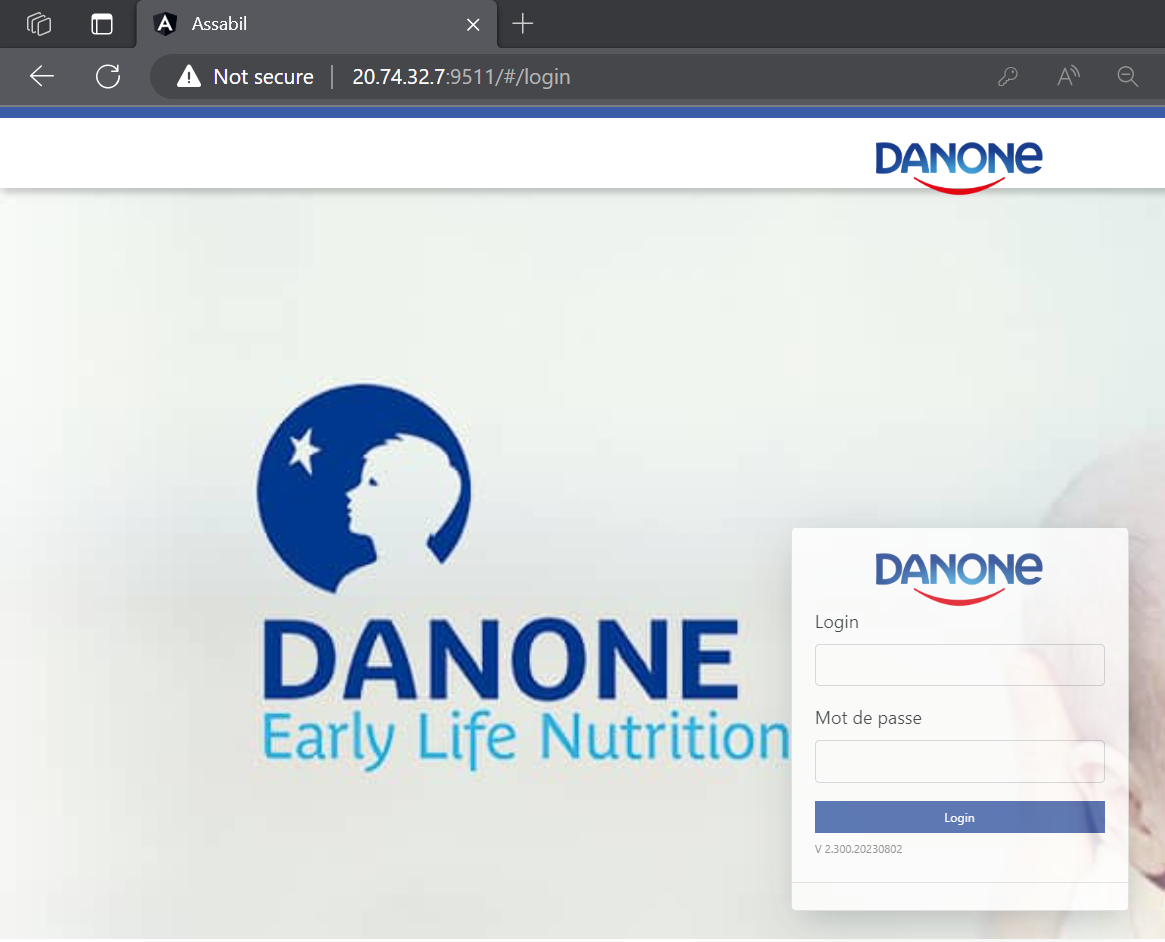 Assabil
Not secure
20.74.32.7:9511/#/login
DANONE
DANONE
Early Life Nutrition
DANONE
Login
Mot de passe
Login
V 2.300.20230802